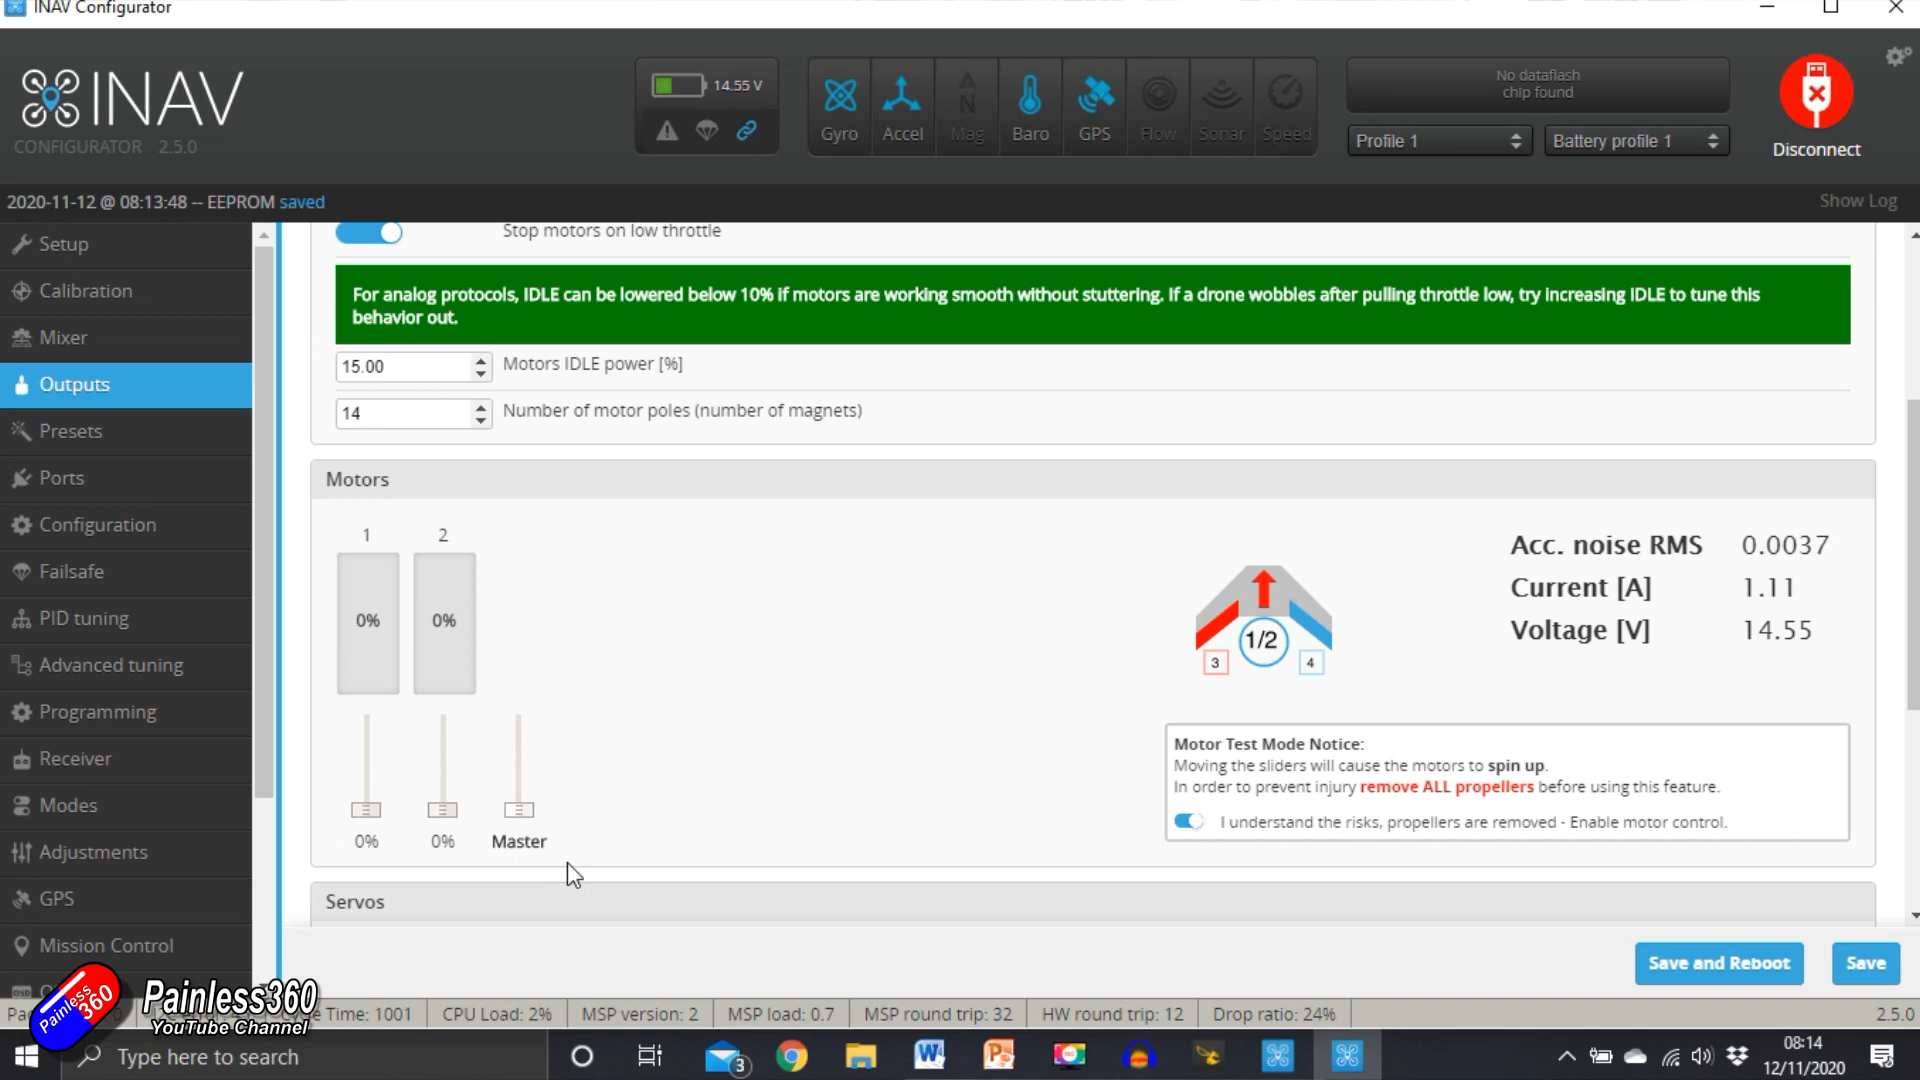 INAV Configurator
INAV
CONFIGURATOR 2.5.0
14.55 V
Gyro
Accel
Mag
Baro
GPS
Flow
Sonar
Speed
No dataflash
chip found
Profile 1
Battery profile 1
Disconnect
2020-11-12 @ 08:13:48 -- EEPROM saved
Show Log
Setup
Calibration
Mixer
Outputs
Presets
Ports
Configuration
Failsafe
PID tuning
Advanced tuning
Programming
Receiver
Modes
Adjustments
GPS
Mission Control
Stop motors on low throttle
For analog protocols, IDLE can be lowered below 10% if motors are working smooth without stuttering. If a drone wobbles after pulling throttle low, try increasing IDLE to tune this
behavior out.
15.00 Motors IDLE power [%]
14 Number of motor poles (number of magnets)
Motors
1 2
0% 0%
0% 0% Master
N
1/2
3 4
Acc. noise RMS 0.0037
Current [A] 1.11
Voltage [V] 14.55
Motor Test Mode Notice:
Moving the sliders will cause the motors to spin up.
In order to prevent injury remove ALL propellers before using this feature.
I understand the risks, propellers are removed - Enable motor control.
Servos
Save and Reboot
Save
Painless 360
Painless360
YouTube Channel
Time: 1001
CPU Load: 2%
MSP version: 2
MSP load: 0.7
MSP round trip: 32
HW round trip: 12
Drop ratio: 24%
2.5.0
Type here to search
3
08:14
12/11/2020